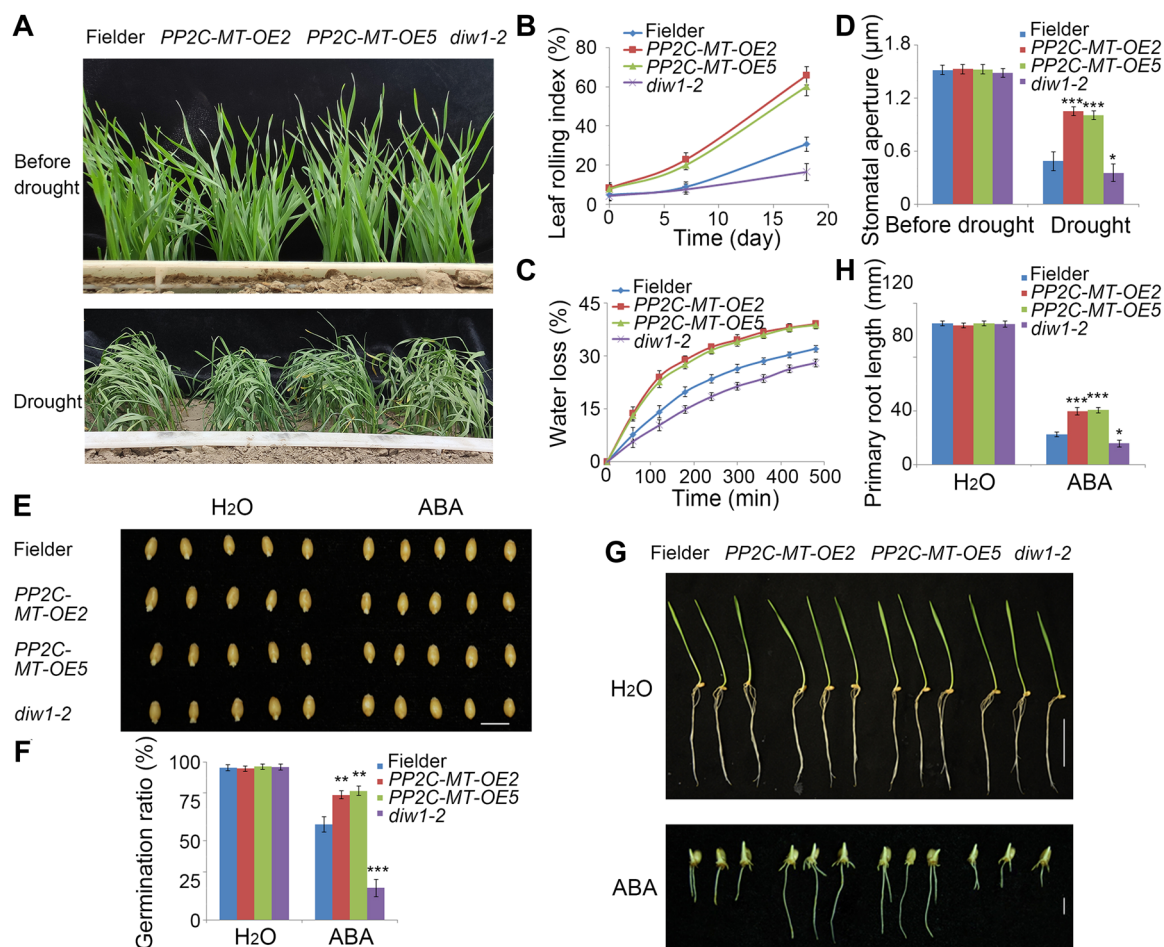 A
Fielder PP2C-MT-OE2 PP2C-MT-OE5 diw1-2
Before
drought
Drought
B
Leaf rolling index (%)
80
60
40
20
0
0 5 10 15 20
Time (day)
Fielder
PP2C-MT-OE2
PP2C-MT-OE5
diw1-2
C
Water loss (%)
45
30
15
0
0 100 200 300 400 500
Time (min)
Fielder
PP2C-MT-OE2
PP2C-MT-OE5
diw1-2
D
Stomatal aperture (µm)
1.8
1.2
0.6
0
Before drought Drought
Fielder
PP2C-MT-OE2
PP2C-MT-OE5
diw1-2
*** ***
*
H
Primary root length (mm)
120
80
40
0
H2O ABA
Fielder
PP2C-MT-OE2
PP2C-MT-OE5
diw1-2
*** ***
*
E
H2O ABA
Fielder
PP2C-
MT-OE2
PP2C-
MT-OE5
diw1-2
F
Germination ratio (%)
100
75
50
25
0
H2O ABA
Fielder
PP2C-MT-OE2
PP2C-MT-OE5
diw1-2
** **
***
G
Fielder PP2C-MT-OE2 PP2C-MT-OE5 diw1-2
H2O
ABA